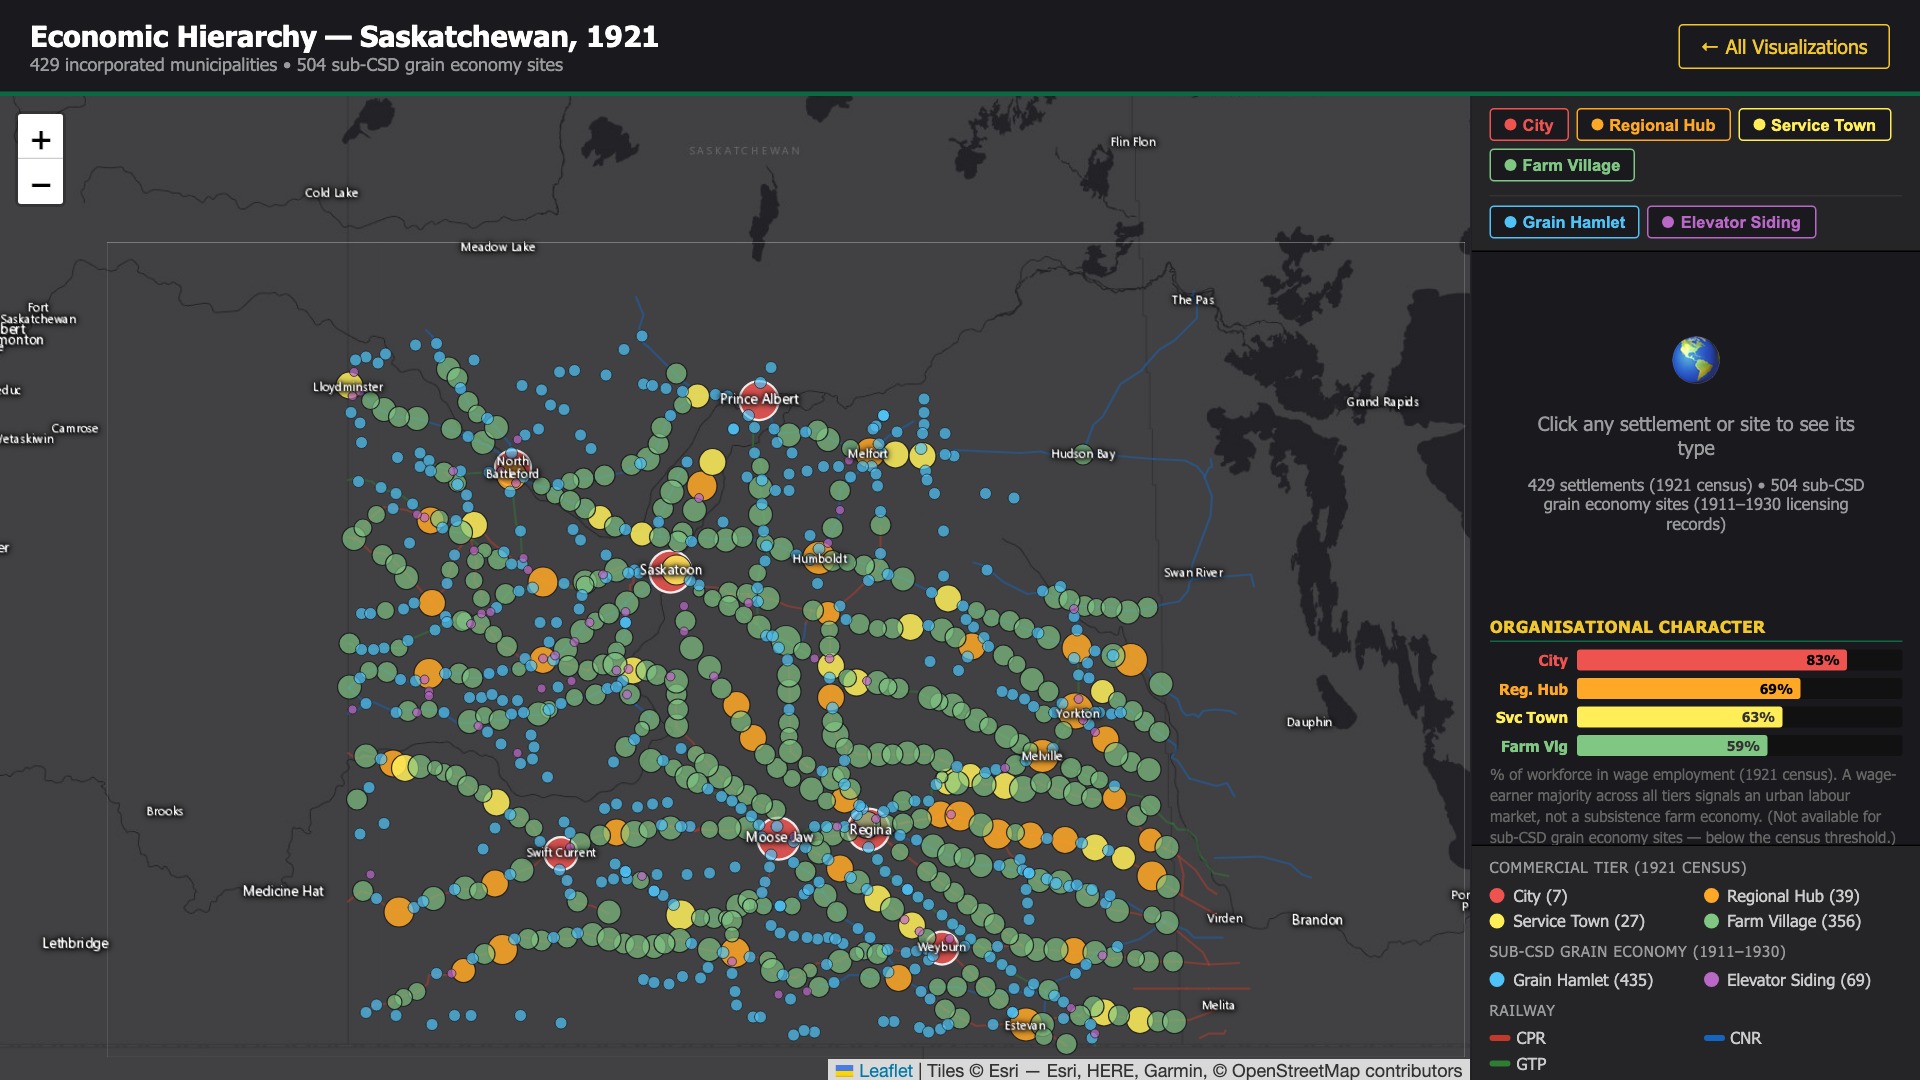 Economic Hierarchy — Saskatchewan, 1921
429 incorporated municipalities • 504 sub-CSD grain economy sites
← All Visualizations
+
−
SASKATCHEWAN
Flin Flon
Cold Lake
Meadow Lake
The Pas
Fort
Saskatchewan
bert
monton
Lloydminster
educ
Prince Albert
Grand Rapids
Camrose
Wetaskiwin
North
Battleford
Melfort
Hudson Bay
er
Humboldt
Saskatoon
Swan River
Yorkton
Dauphin
Melville
Brooks
Moose Jaw
Regina
Swift Current
Medicine Hat
Virden
Brandon
Por
P
Lethbridge
Weyburn
Melita
Estevan
Leaflet | Tiles © Esri — Esri, HERE, Garmin, © OpenStreetMap contributors
City
Regional Hub
Service Town
Farm Village
Grain Hamlet
Elevator Siding
Click any settlement or site to see its
type
429 settlements (1921 census) • 504 sub-CSD
grain economy sites (1911–1930 licensing
records)
ORGANISATIONAL CHARACTER
City 83%
Reg. Hub 69%
Svc Town 63%
Farm Vlg 59%
% of workforce in wage employment (1921 census). A wage-
earner majority across all tiers signals an urban labour
market, not a subsistence farm economy. (Not available for
sub-CSD grain economy sites — below the census threshold.)
COMMERCIAL TIER (1921 CENSUS)
City (7)
Regional Hub (39)
Service Town (27)
Farm Village (356)
SUB-CSD GRAIN ECONOMY (1911–1930)
Grain Hamlet (435)
Elevator Siding (69)
RAILWAY
CPR
CNR
GTP